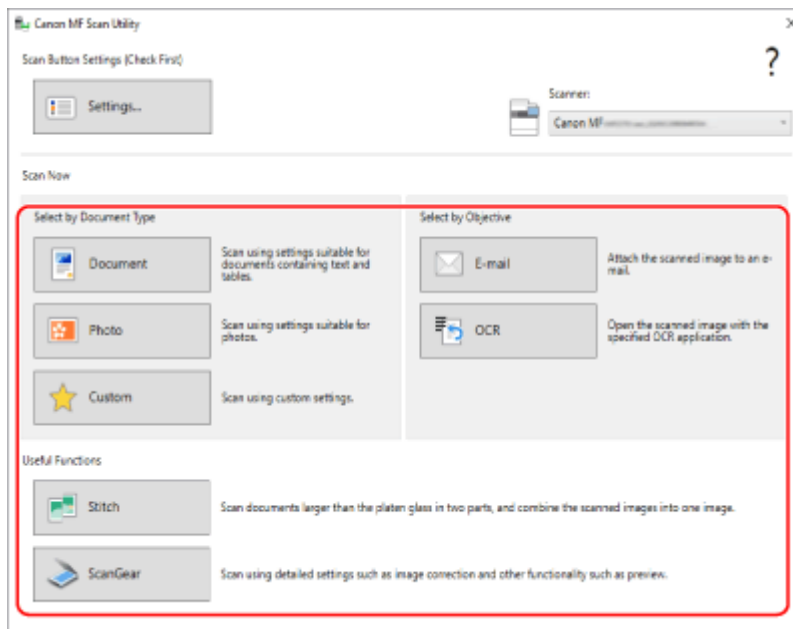 Canon MF Scan Utility
Scan Button Settings (Check First)
?
Settings...
Scanner:
Canon MF
Scan Now
Select by Document Type
Document
Scan using settings suitable for
documents containing text and
tables.
Photo
Scan using settings suitable for
photos.
Custom
Scan using custom settings.
Select by Objective
E-mail
Attach the scanned image to an e-
mail.
OCR
Open the scanned image with the
specified OCR application.
Useful Functions
Stitch
Scan documents larger than the platen glass in two parts, and combine the scanned images into one image.
ScanGear
Scan using detailed settings such as image correction and other functionality such as preview.